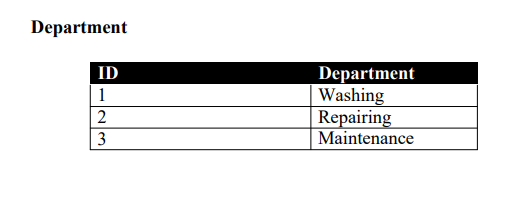 Department
ID Department
1 Washing
2 Repairing
3 Maintenance